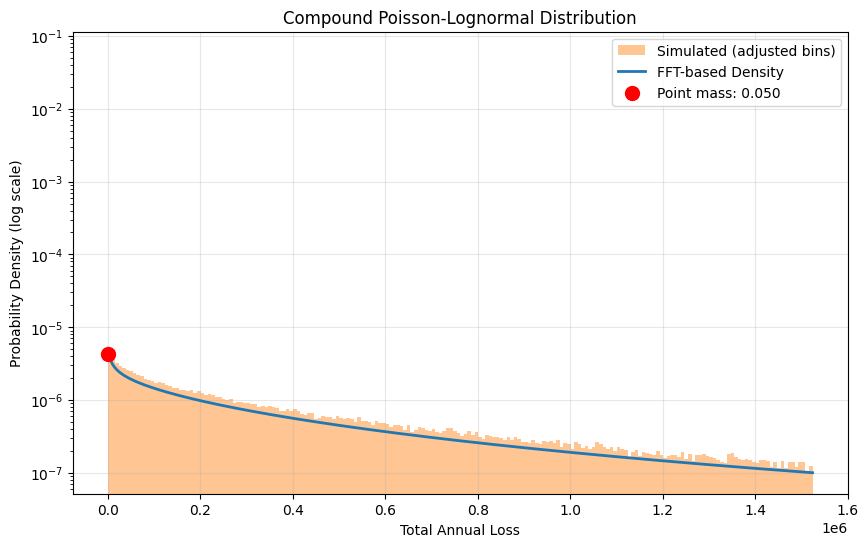 Compound Poisson-Lognormal Distribution
Simulated (adjusted bins)
FFT-based Density
Point mass: 0.050
Probability Density (log scale)
10⁻¹
10⁻²
10⁻³
10⁻⁴
10⁻⁵
10⁻⁶
10⁻⁷
0.0 0.2 0.4 0.6 0.8 1.0 1.2 1.4 1.6
1e6
Total Annual Loss